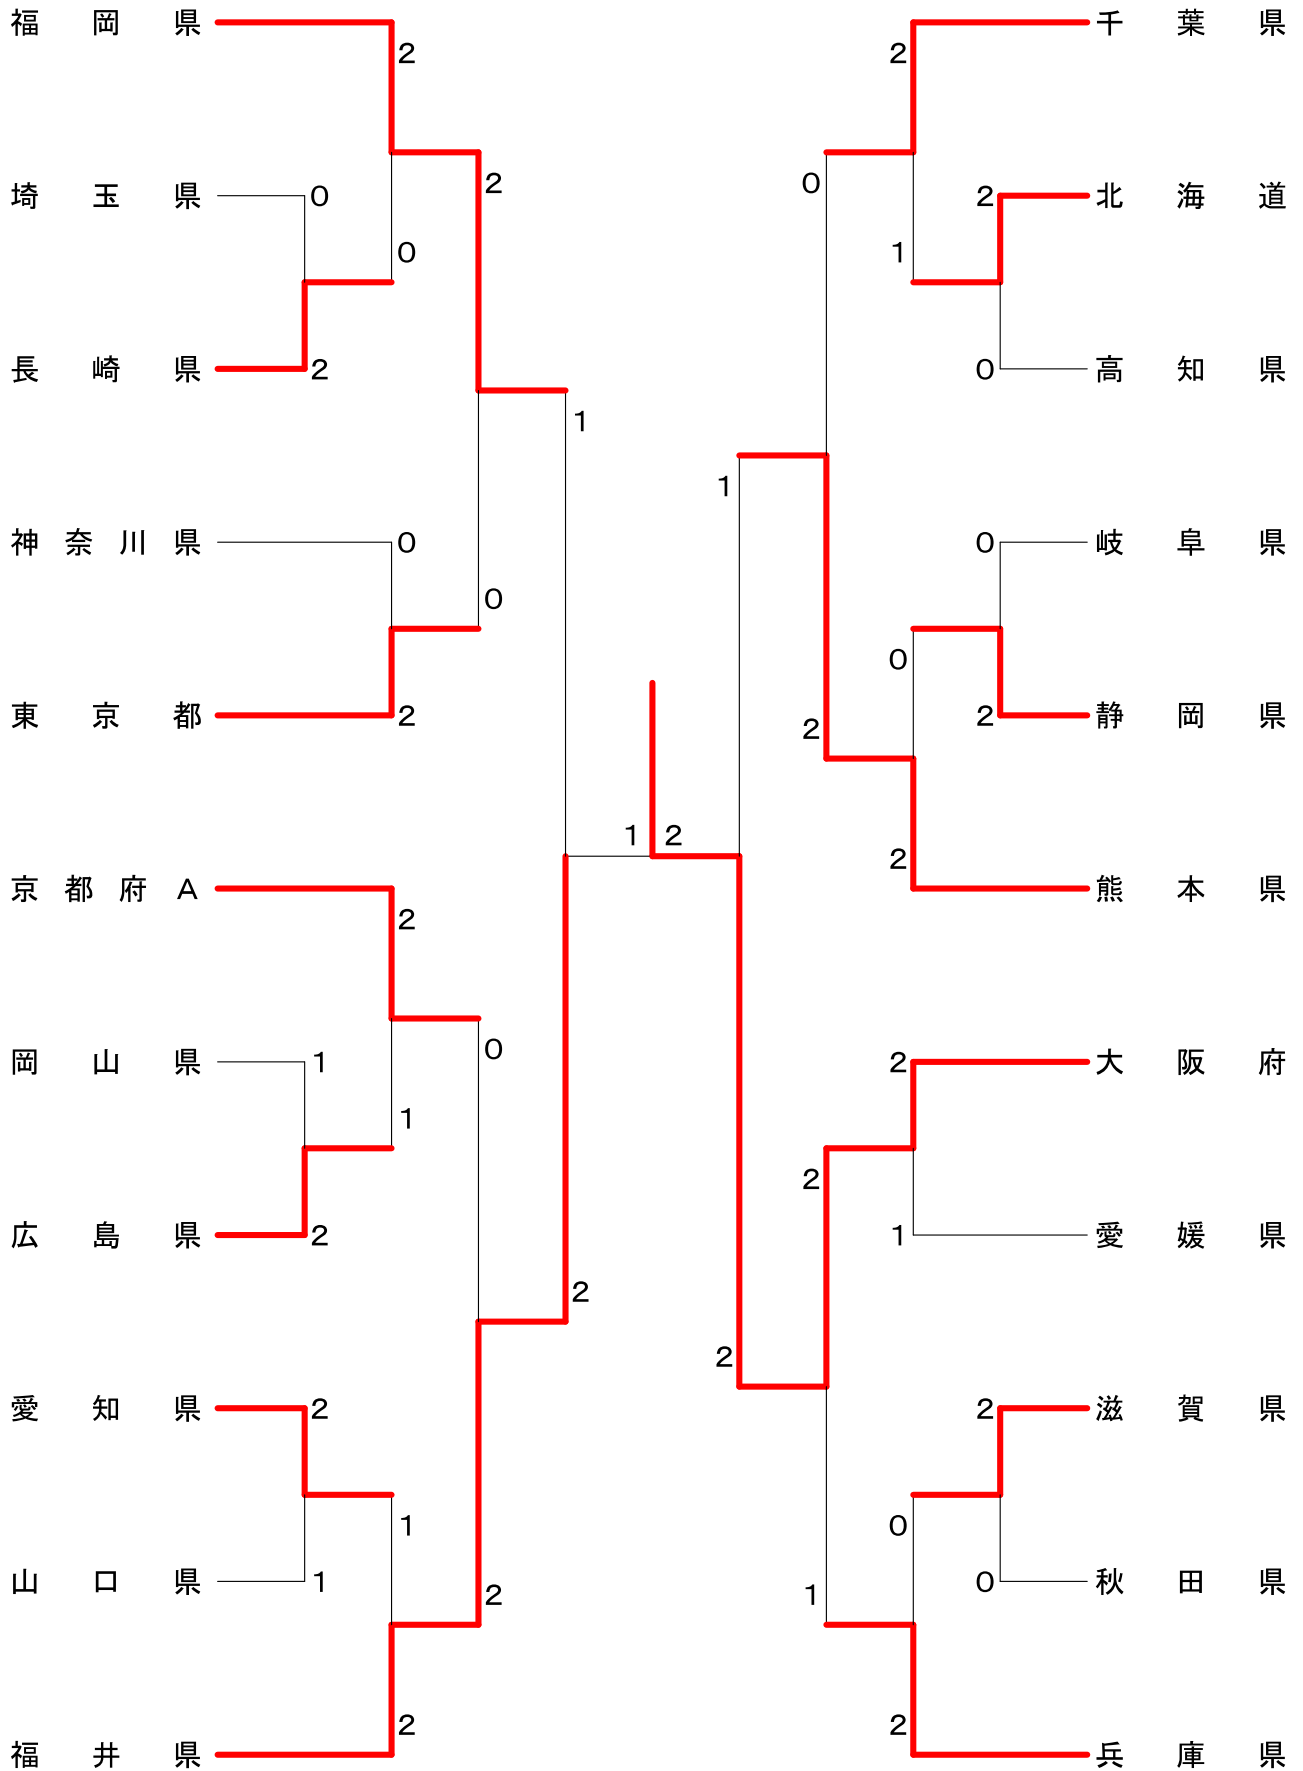 福岡県 2 2 千葉県
2 0
埼玉県 0 2 北海道
0 1
長崎県 2 0 高知県
1
1
神奈川県 0 0 岐阜県
0
0
東京都 2 2 静岡県
2
1 2
2
京都府A 熊本県
2
0
岡山県 1 2 大阪府
1
2
広島県 2 1 愛媛県
2
2
愛知県 2 2 滋賀県
1 0
山口県 1 0 秋田県
2 1
2 2
福井県 兵庫県